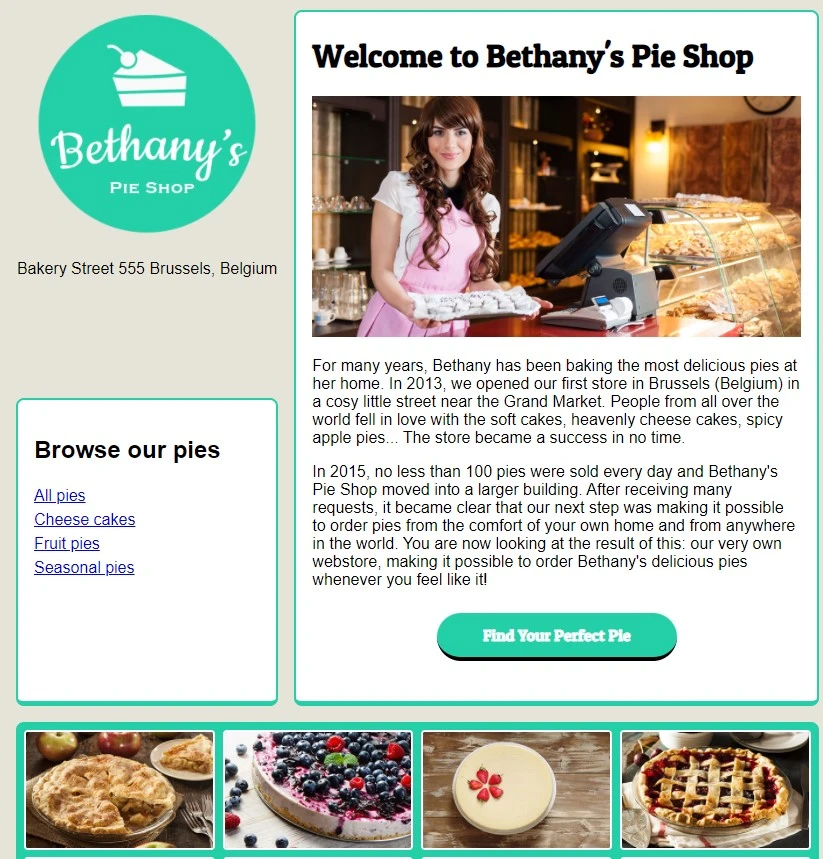 Bethany's
PIE SHOP
Bakery Street 555 Brussels, Belgium
Browse our pies
All pies
Cheese cakes
Fruit pies
Seasonal pies
Welcome to Bethany's Pie Shop
For many years, Bethany has been baking the most delicious pies at
her home. In 2013, we opened our first store in Brussels (Belgium) in
a cosy little street near the Grand Market. People from all over the
world fell in love with the soft cakes, heavenly cheese cakes, spicy
apple pies... The store became a success in no time.
In 2015, no less than 100 pies were sold every day and Bethany's
Pie Shop moved into a larger building. After receiving many
requests, it became clear that our next step was making it possible
to order pies from the comfort of your own home and from anywhere
in the world. You are now looking at the result of this: our very own
webstore, making it possible to order Bethany's delicious pies
whenever you feel like it!
Find Your Perfect Pie